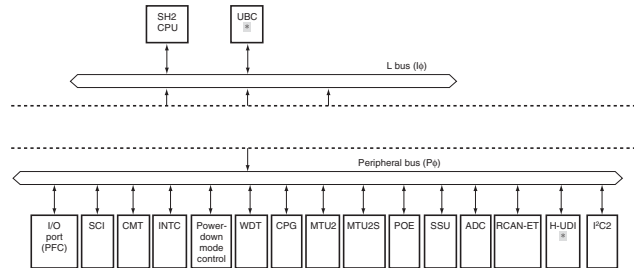 SH2
CPU
UBC
*
L bus (Iϕ)
Peripheral bus (Pϕ)
I/O
port
(PFC)
SCI
CMT
INTC
Power-
down
mode
control
WDT
CPG
MTU2
MTU2S
POE
SSU
ADC
RCAN-ET
H-UDI
*
I²C2